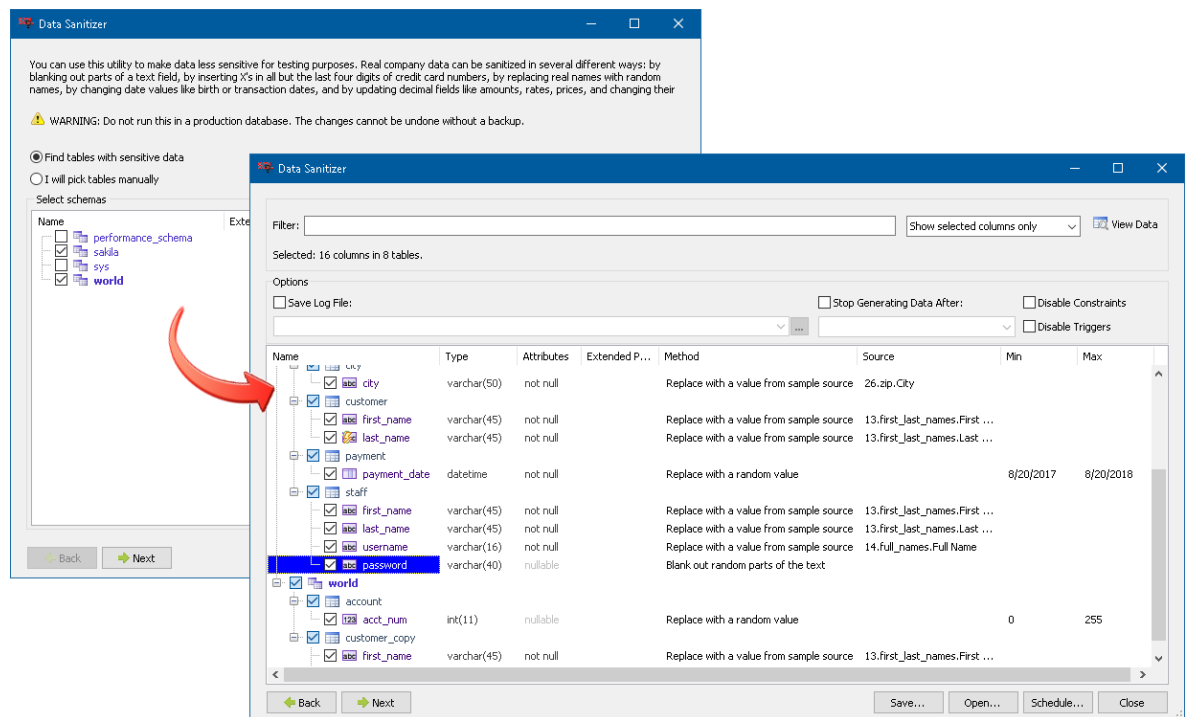 Data Sanitizer
You can use this utility to make data less sensitive for testing purposes. Real company data can be sanitized in several different ways: by
blanking out parts of a text field, by inserting X's in all but the last four digits of credit card numbers, by replacing real names with random
names, by changing date values like birth or transaction dates, and by updating decimal fields like amounts, rates, prices, and changing their
WARNING: Do not run this in a production database. The changes cannot be undone without a backup.
Find tables with sensitive data
I will pick tables manually
Select schemas
Name Exte
performance_schema
sakila
sys
world
Back Next
Data Sanitizer
Filter: Show selected columns only View Data
Selected: 16 columns in 8 tables.
Options
Save Log File: Stop Generating Data After: Disable Constraints
... Disable Triggers
Name Type Attributes Extended P... Method Source Min Max
city
city varchar(50) not null Replace with a value from sample source 26.zip.City
customer
first_name varchar(45) not null Replace with a value from sample source 13.first_last_names.First ...
last_name varchar(45) not null Replace with a value from sample source 13.first_last_names.Last ...
payment
payment_date datetime not null Replace with a random value 8/20/2017 8/20/2018
staff
first_name varchar(45) not null Replace with a value from sample source 13.first_last_names.First ...
last_name varchar(45) not null Replace with a value from sample source 13.first_last_names.Last ...
username varchar(16) not null Replace with a value from sample source 14.full_names.Full Name
password varchar(40) nullable Blank out random parts of the text
world
account
acct_num int(11) nullable Replace with a random value 0 255
customer_copy
first_name varchar(45) not null Replace with a value from sample source 13.first_last_names.First ...
Back Next Save... Open... Schedule... Close